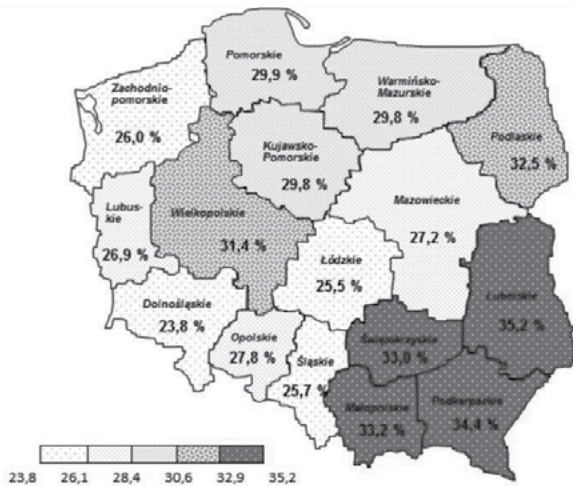 Pomorskie
29,9 %
Zachodnio-
pomorskie
26,0 %
Warmińsko-
Mazurskie
29,8 %
Podlaskie
32,5 %
Kujawsko-
Pomorskie
29,8 %
Lubus-
kie
26,9 %
Wielkopolskie
31,4 %
Mazowieckie
27,2 %
Łódzkie
25,5 %
Dolnośląskie
23,8 %
Lubelskie
35,2 %
Opolskie
27,8 %
Śląskie
25,7 %
Świętokrzyskie
33,0 %
Małopolskie
33,2 %
Podkarpackie
34,4 %
23,8 26,1 28,4 30,6 32,9 35,2